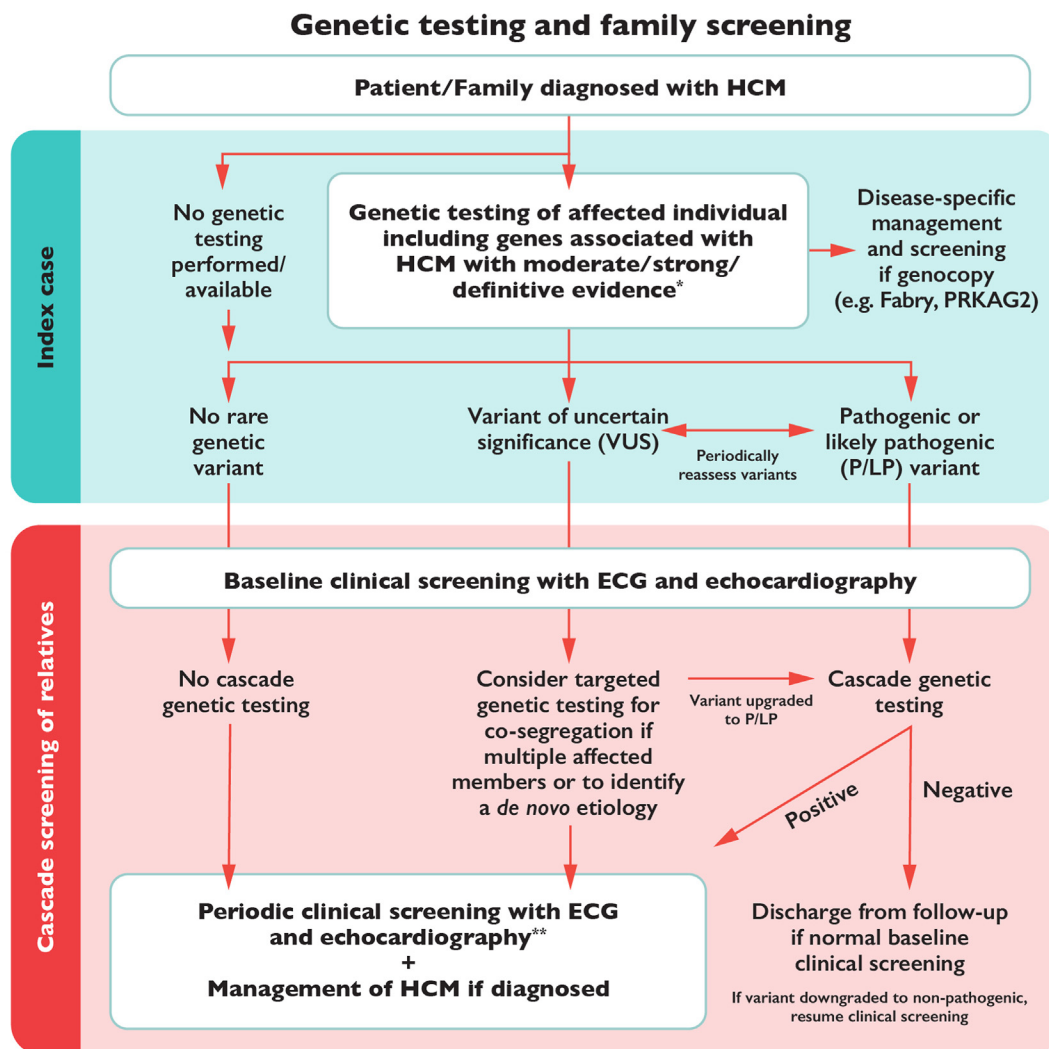 Genetic testing and family screening
Patient/Family diagnosed with HCM
Index case
No genetic
testing
performed/
available
Genetic testing of affected individual
including genes associated with
HCM with moderate/strong/
definitive evidence*
Disease-specific
management
and screening
if genocopy
(e.g. Fabry, PRKAG2)
No rare
genetic
variant
Variant of uncertain
significance (VUS)
Periodically
reassess variants
Pathogenic or
likely pathogenic
(P/LP) variant
Cascade screening of relatives
Baseline clinical screening with ECG and echocardiography
No cascade
genetic testing
Consider targeted
genetic testing for
co-segregation if
multiple affected
members or to identify
a de novo etiology
Variant upgraded
to P/LP
Cascade genetic
testing
Positive
Negative
Periodic clinical screening with ECG
and echocardiography**
+
Management of HCM if diagnosed
Discharge from follow-up
if normal baseline
clinical screening
If variant downgraded to non-pathogenic,
resume clinical screening